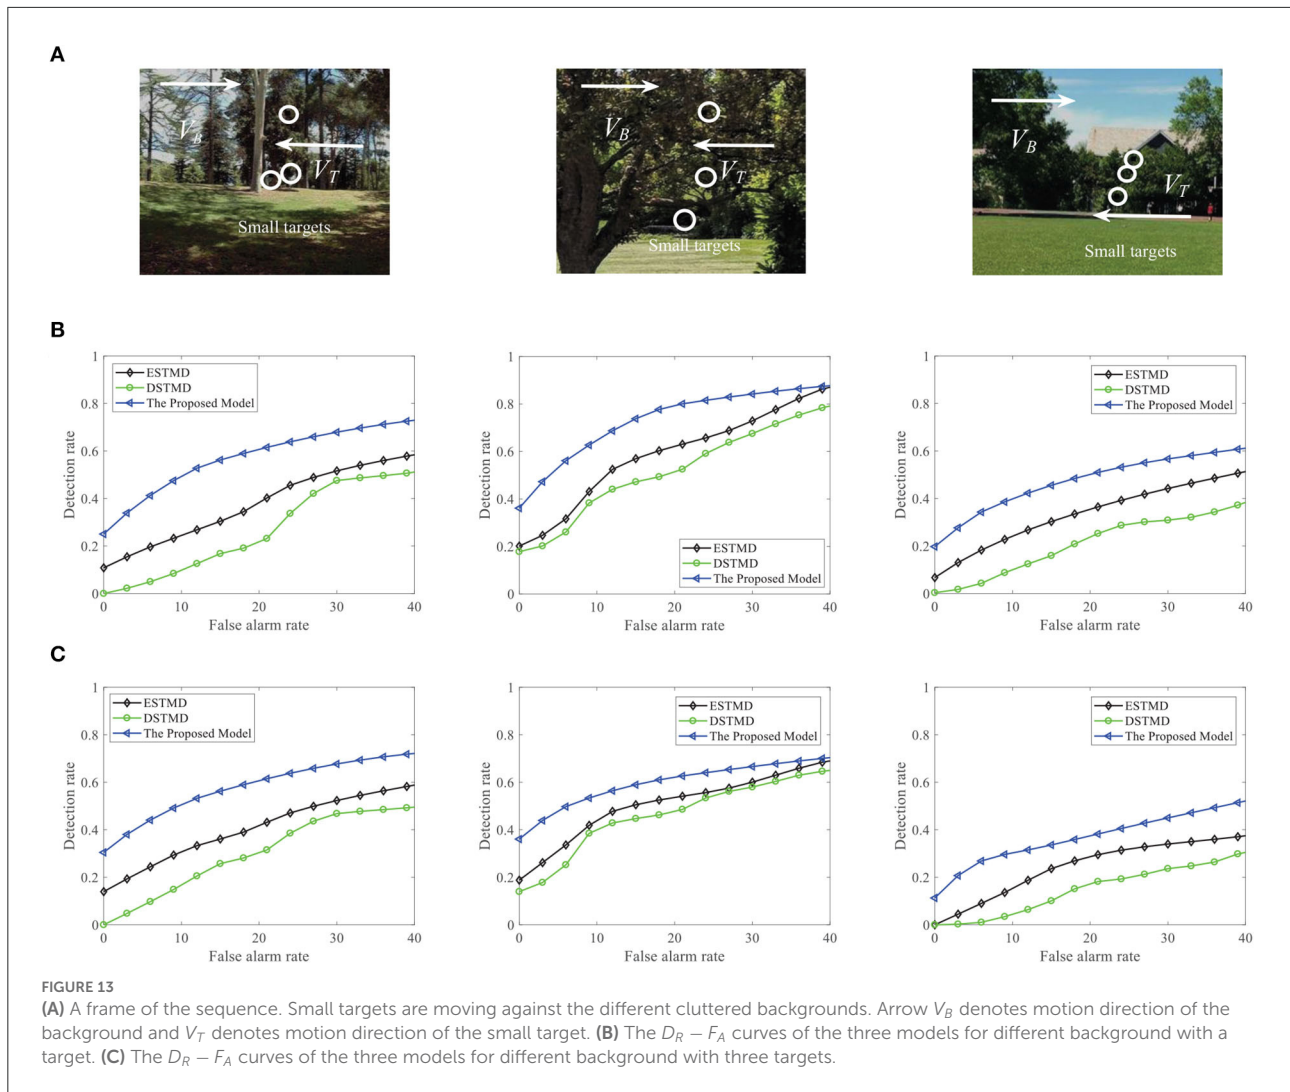 A
V_B
V_T
Small targets
V_B
V_T
Small targets
V_B
V_T
Small targets
B
1
0.8
0.6
0.4
0.2
0
Detection rate
0 10 20 30 40
False alarm rate
ESTMD
DSTMD
The Proposed Model
1
0.8
0.6
0.4
0.2
0
Detection rate
0 10 20 30 40
False alarm rate
ESTMD
DSTMD
The Proposed Model
1
0.8
0.6
0.4
0.2
0
Detection rate
0 10 20 30 40
False alarm rate
ESTMD
DSTMD
The Proposed Model
C
1
0.8
0.6
0.4
0.2
0
Detection rate
0 10 20 30 40
False alarm rate
ESTMD
DSTMD
The Proposed Model
1
0.8
0.6
0.4
0.2
0
Detection rate
0 10 20 30 40
False alarm rate
ESTMD
DSTMD
The Proposed Model
1
0.8
0.6
0.4
0.2
0
Detection rate
0 10 20 30 40
False alarm rate
ESTMD
DSTMD
The Proposed Model
FIGURE 13
(A) A frame of the sequence. Small targets are moving against the different cluttered backgrounds. Arrow V_B denotes motion direction of the
background and V_T denotes motion direction of the small target. (B) The D_R − F_A curves of the three models for different background with a
target. (C) The D_R − F_A curves of the three models for different background with three targets.